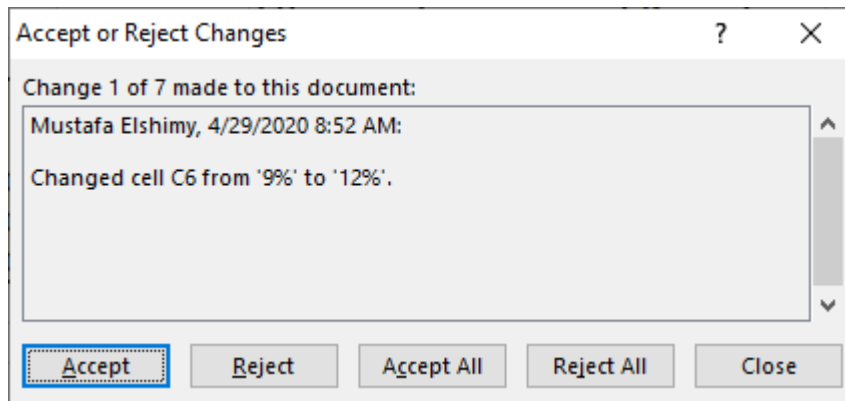 Accept or Reject Changes
?
Change 1 of 7 made to this document:
Mustafa Elshimy, 4/29/2020 8:52 AM:
Changed cell C6 from '9%' to '12%'.
Accept
Reject
Accept All
Reject All
Close